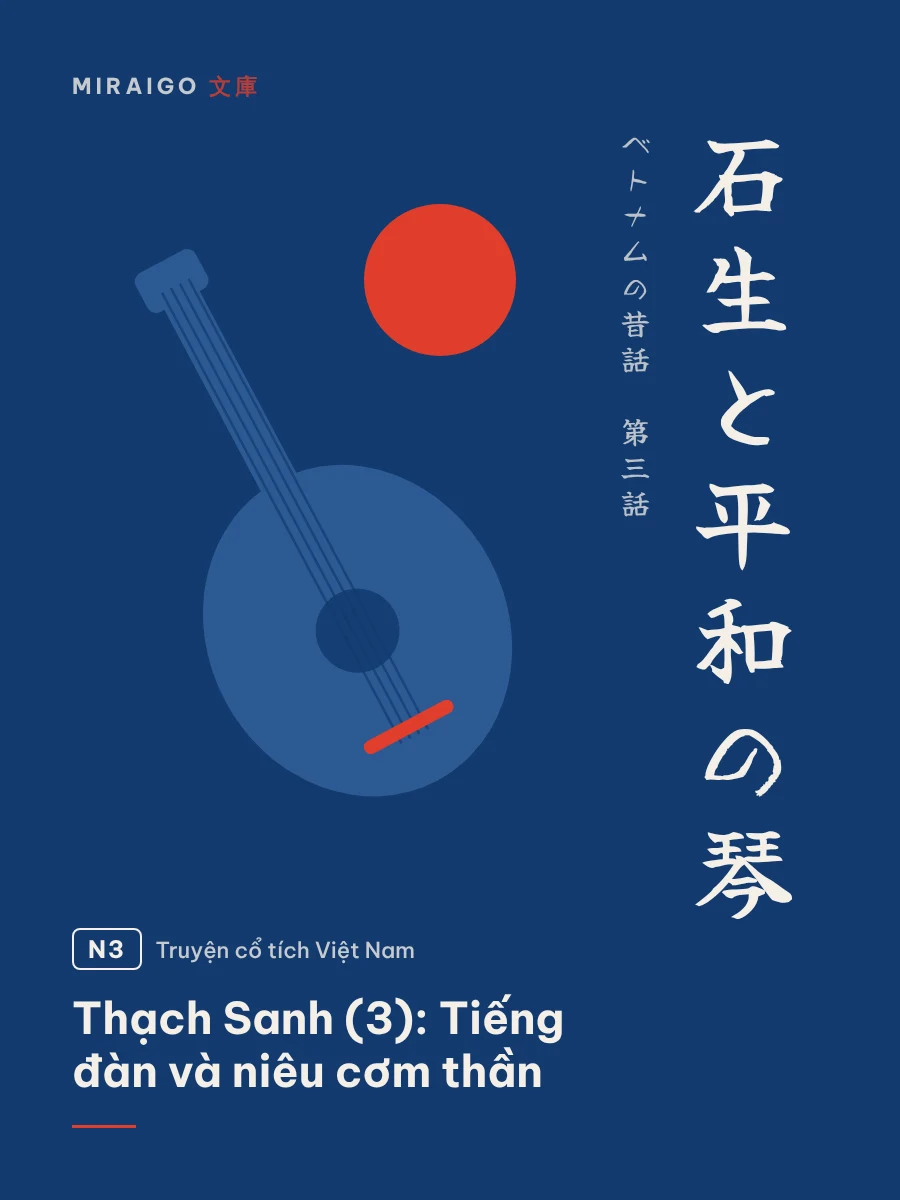 MIRAIGO 文庫
石生と平和の琴
ベトナムの昔話 第三話
N3 Truyện cổ tích Việt Nam
Thạch Sanh (3): Tiếng
đàn và niêu cơm thần